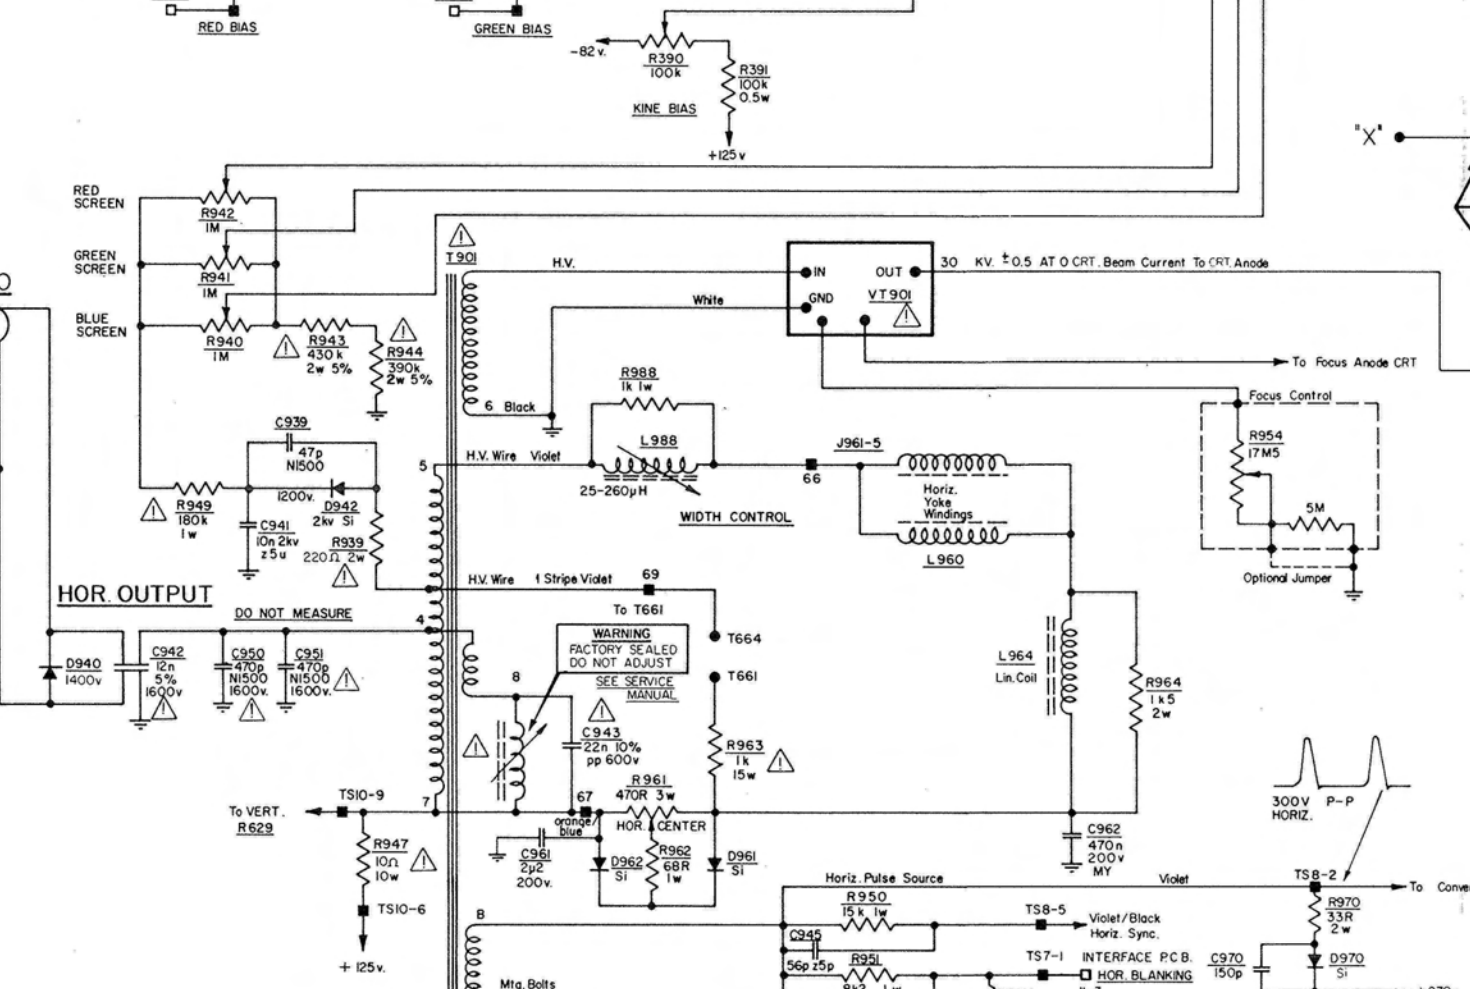 RED BIAS
GREEN BIAS
-82 v.
R390
100k
R391
100k
0.5w
KINE BIAS
+125v
"X"
RED
SCREEN
R942
1M
GREEN
SCREEN
R941
1M
BLUE
SCREEN
R940
1M
R943
430k
2w 5%
R944
390k
2w 5%
T901
H.V.
White
6 Black
IN
OUT
GND
VT901
30 KV. ±0.5 AT 0 CRT. Beam Current To CRT. Anode
To Focus Anode CRT
Focus Control
R954
17M5
5M
Optional Jumper
R988
1k 1w
L988
25-260µH
WIDTH CONTROL
5
H.V. Wire Violet
66
J961-5
Horiz.
Yoke
Windings
L960
C939
47p
N1500
1200v.
D942
2kv Si
R949
180k
1w
C941
10n 2kv
z5u
R939
220Ω 2w
H.V. Wire 1 Stripe Violet
69
To T661
T664
T661
HOR. OUTPUT
DO NOT MEASURE
4
D940
1400v
C942
12n
5%
1600v
C950
470p
N1500
1600v.
C951
470p
N1500
1600v.
WARNING
FACTORY SEALED
DO NOT ADJUST
SEE SERVICE
MANUAL
8
C943
22n 10%
pp 600v
R963
1k
15w
L964
Lin. Coil
R964
1k5
2w
R961
470R 3w
67
orange/
blue
HOR. CENTER
C961
2µ2
200v.
D962
Si
R962
68R
1w
D961
Si
C962
470n
200v
MY
To VERT.
R629
TS10-9
7
R947
10Ω
10w
TS10-6
+125v.
300V P-P
HORIZ.
Horiz. Pulse Source
Violet
TS8-2
To Conve
R950
15k 1w
C945
56p z5p
R951
TS8-5
Violet/Black
Horiz. Sync.
TS7-1
INTERFACE P.C.B.
HOR. BLANKING
R970
33R
2w
C970
150p
D970
Si
B
Mtg. Bolts